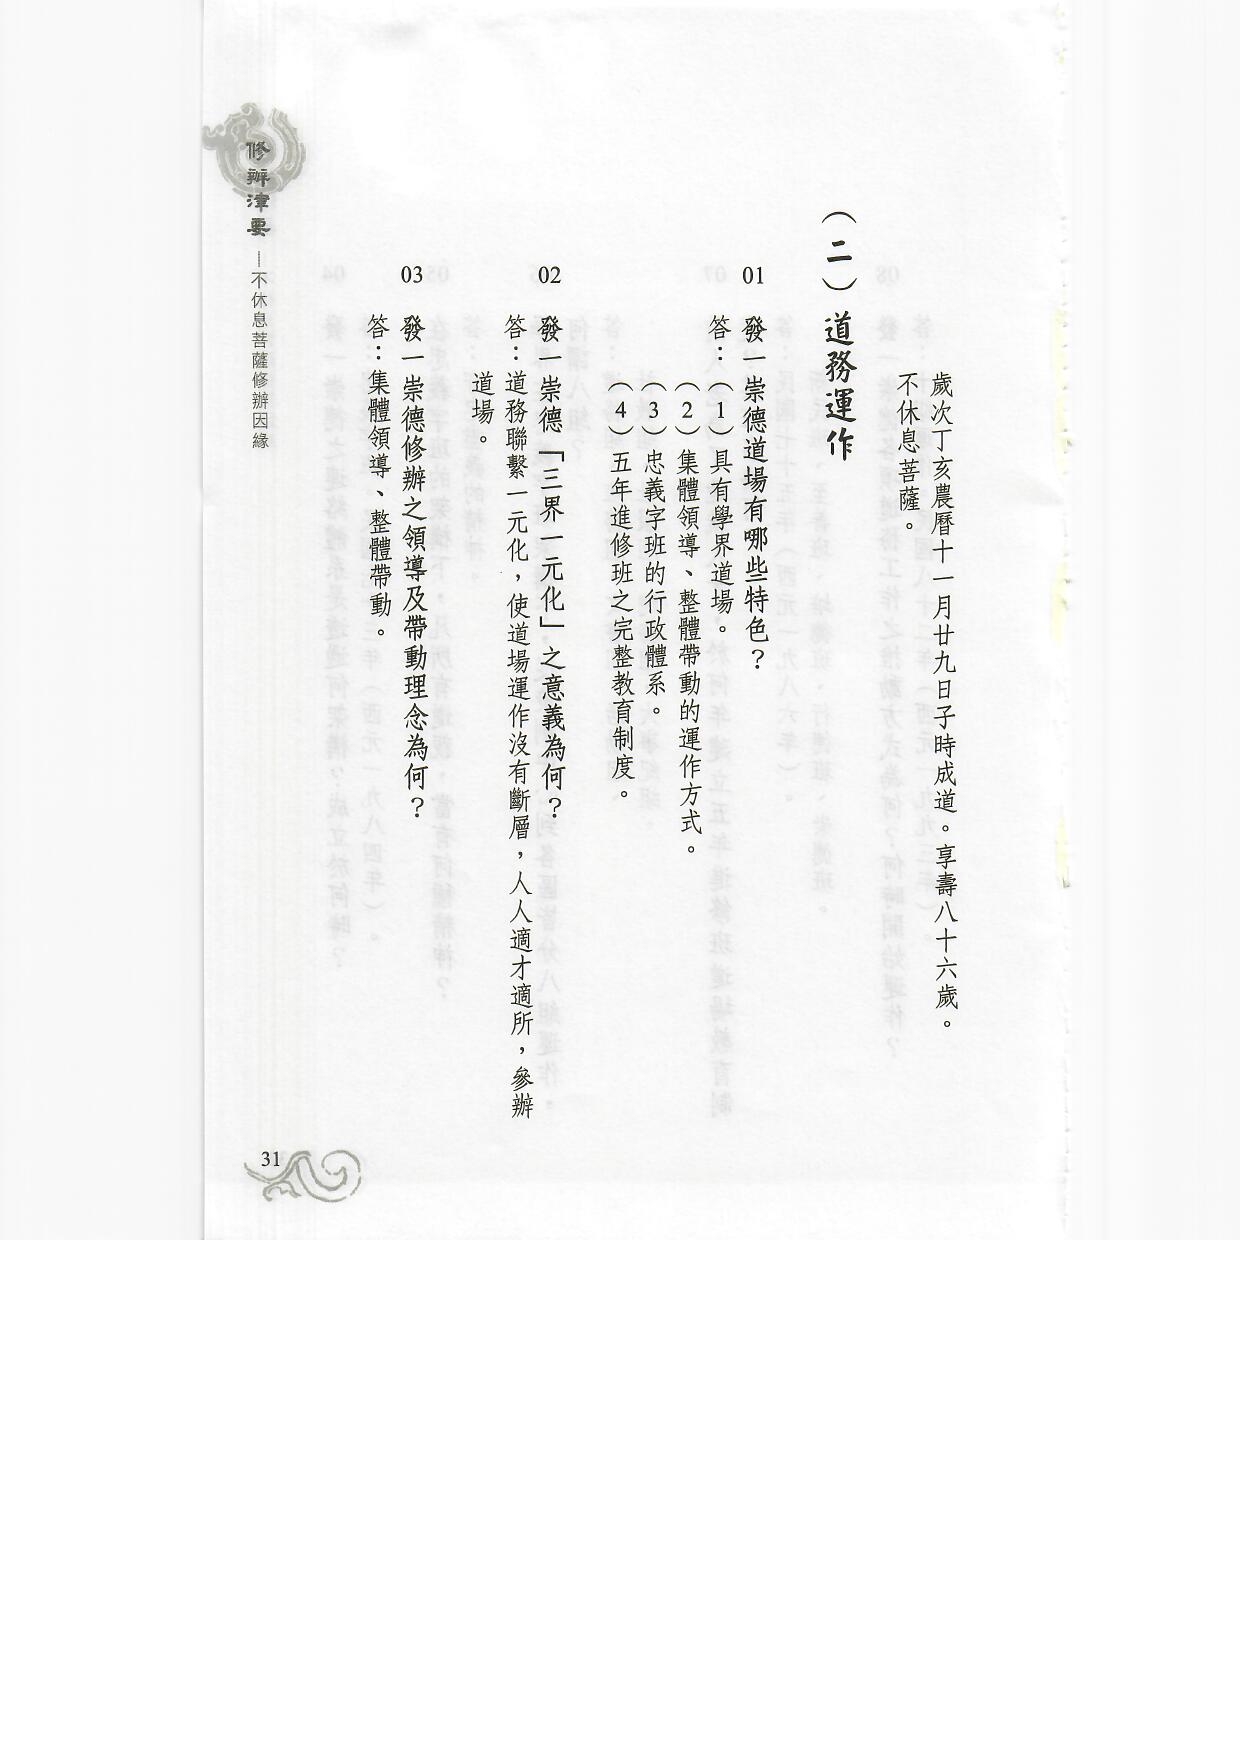 歲次丁亥農曆十一月廿九日子時成道。享壽八十六歲。
不休息菩薩。
（二）道務運作
01 發一崇德道場有哪些特色？
答：（1）具有學界道場。
（2）集體領導、整體帶動的運作方式。
（3）忠義字班的行政體系。
（4）五年進修班之完整教育制度。
02 發一崇德「三界一元化」之意義為何？
答：道務聯繫一元化，使道場運作沒有斷層，人人適才適所，參辦
道場。
03 發一崇德修辦之領導及帶動理念為何？
答：集體領導、整體帶動。
修辦津要－不休息菩薩修辦因緣
31